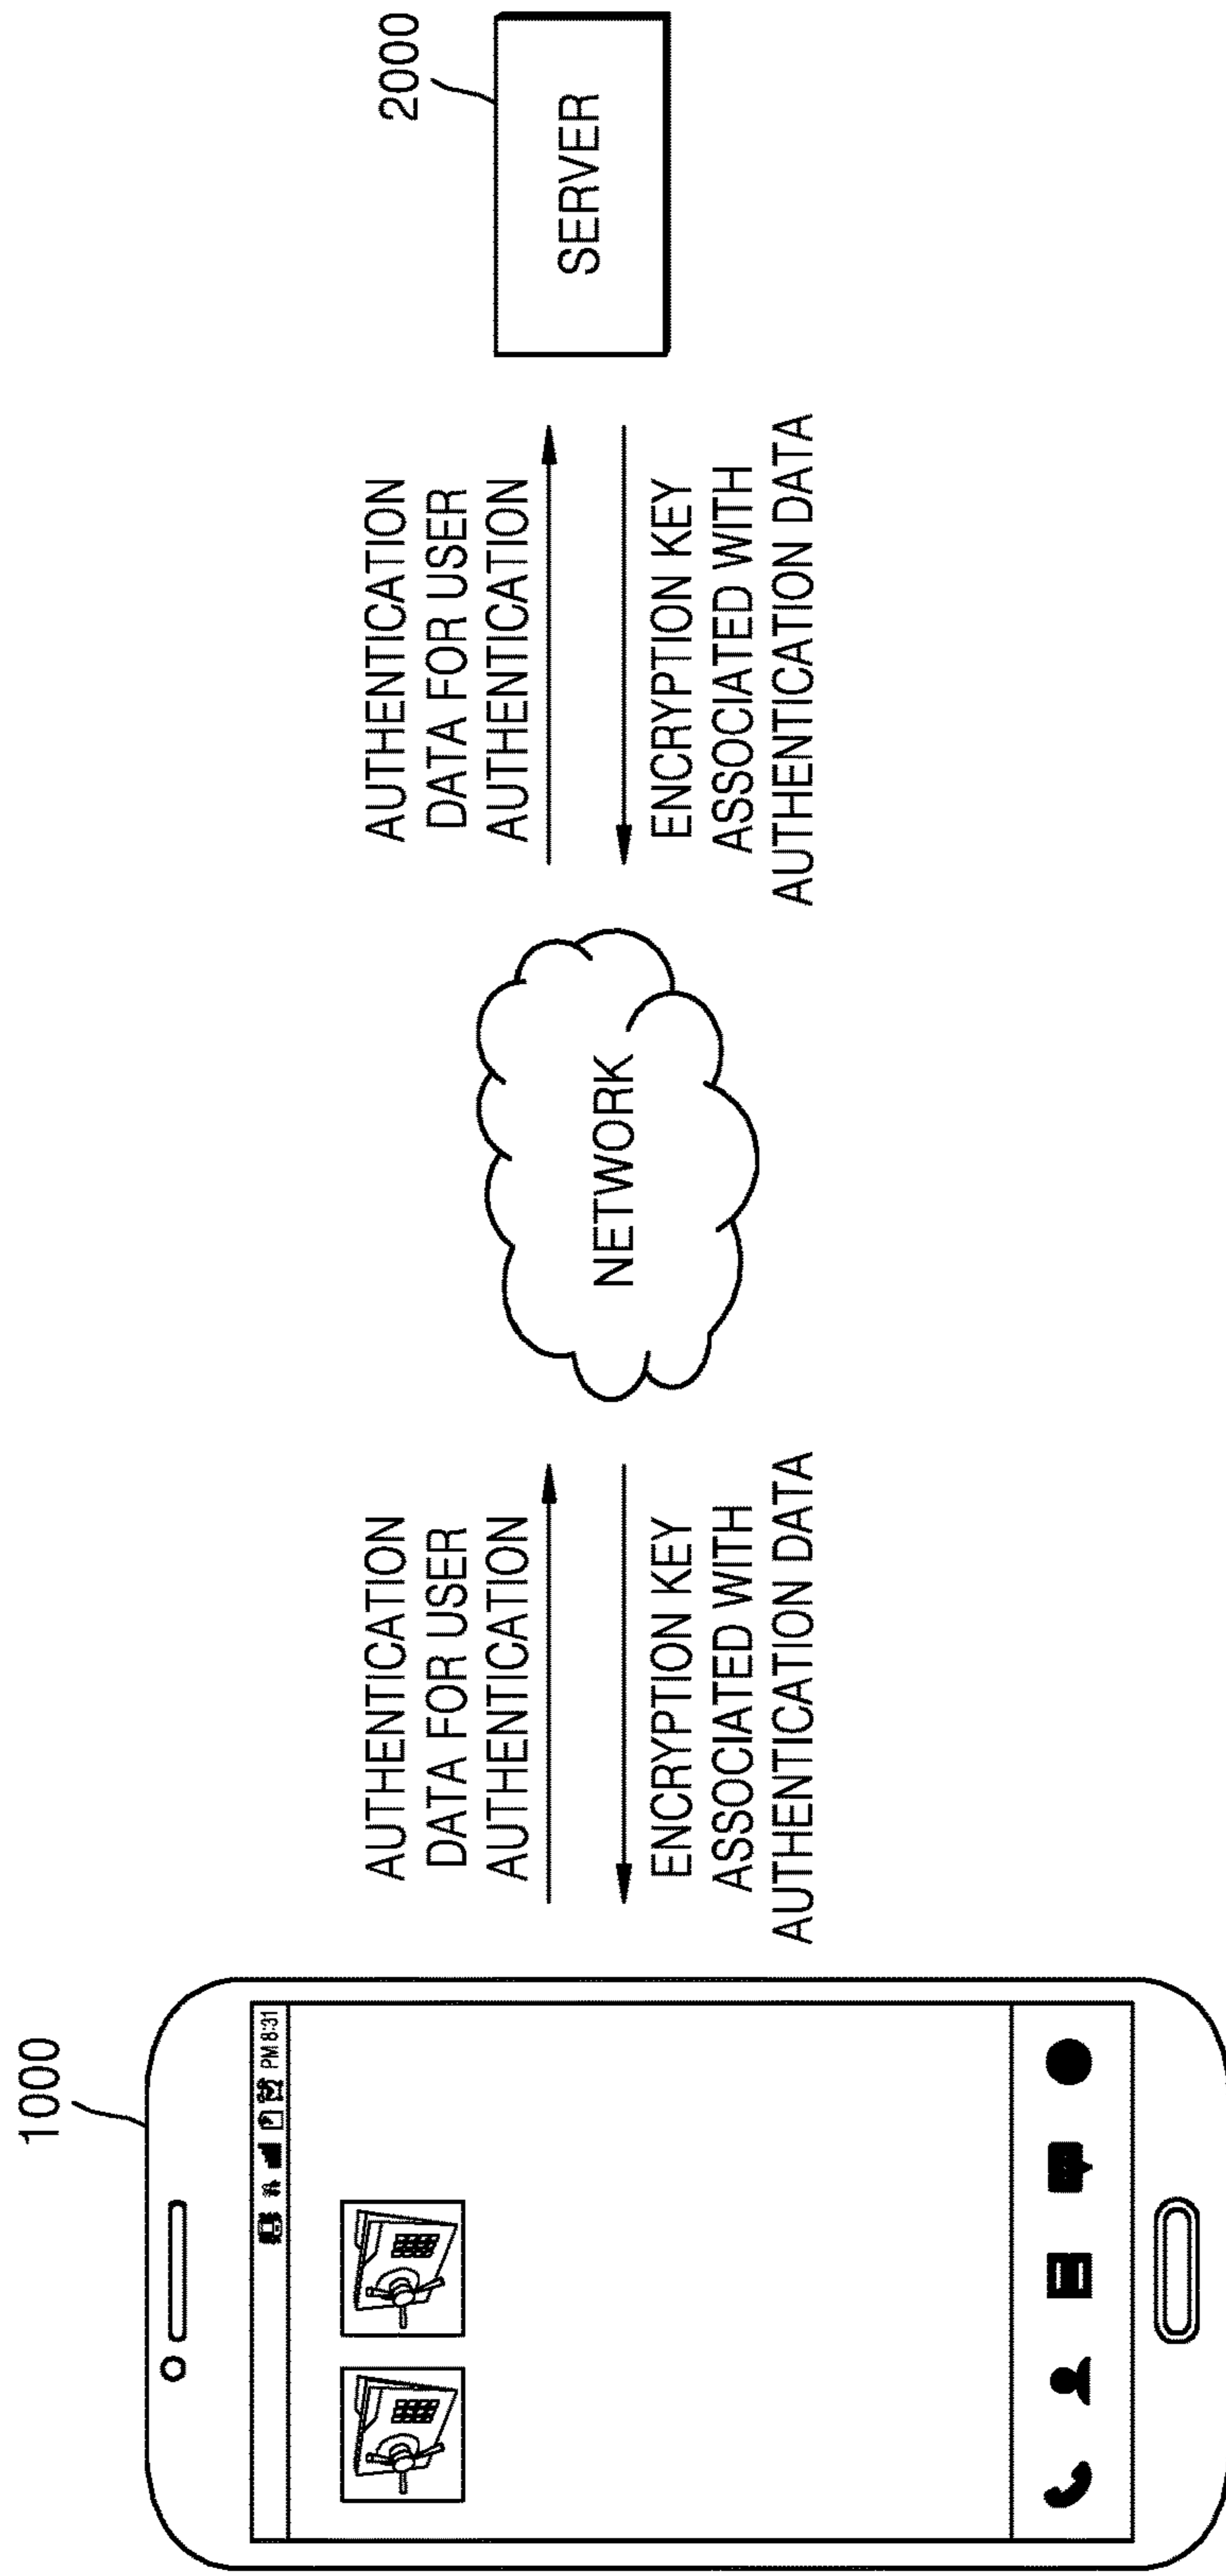 1000
PM 8:31
AUTHENTICATION
DATA FOR USER
AUTHENTICATION
ENCRYPTION KEY
ASSOCIATED WITH
AUTHENTICATION DATA
NETWORK
AUTHENTICATION
DATA FOR USER
AUTHENTICATION
ENCRYPTION KEY
ASSOCIATED WITH
AUTHENTICATION DATA
2000
SERVER